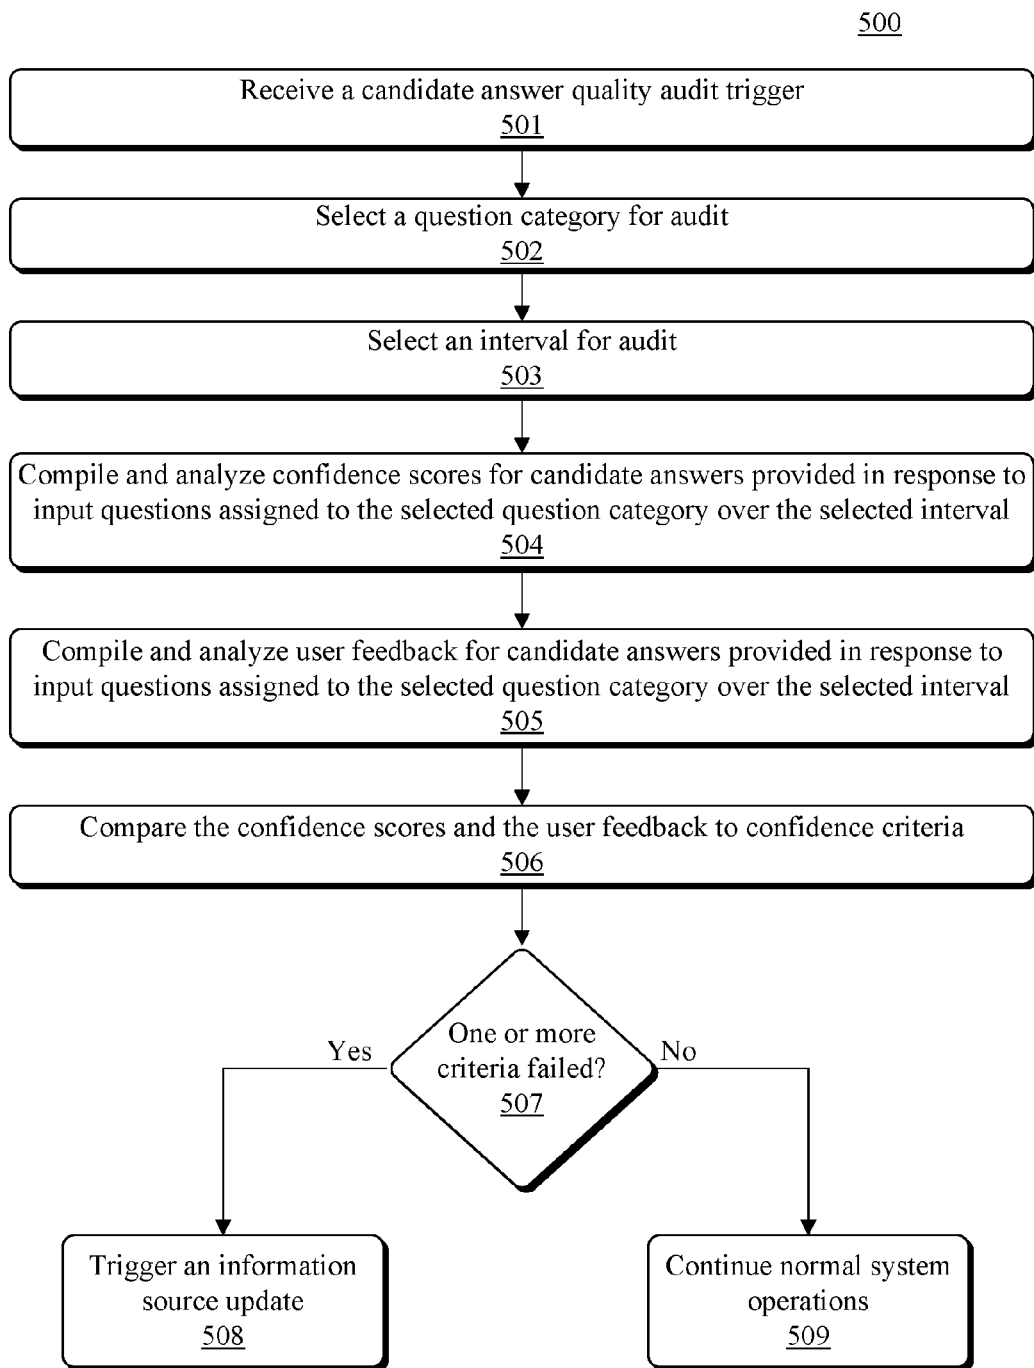 500
Receive a candidate answer quality audit trigger
501
Select a question category for audit
502
Select an interval for audit
503
Compile and analyze confidence scores for candidate answers provided in response to
input questions assigned to the selected question category over the selected interval
504
Compile and analyze user feedback for candidate answers provided in response to
input questions assigned to the selected question category over the selected interval
505
Compare the confidence scores and the user feedback to confidence criteria
506
One or more
criteria failed?
507
Yes
No
Trigger an information
source update
508
Continue normal system
operations
509